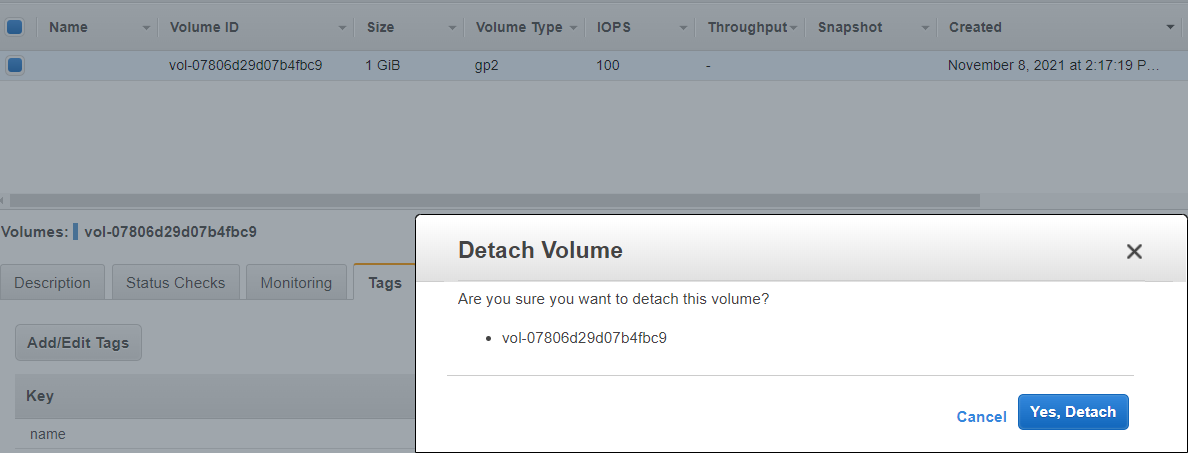 Name Volume ID Size Volume Type IOPS Throughput Snapshot Created
vol-07806d29d07b4fbc9 1 GiB gp2 100 - November 8, 2021 at 2:17:19 P...
Volumes: vol-07806d29d07b4fbc9
Detach Volume
Description Status Checks Monitoring Tags
Are you sure you want to detach this volume?
• vol-07806d29d07b4fbc9
Add/Edit Tags
Key
Cancel Yes, Detach
name